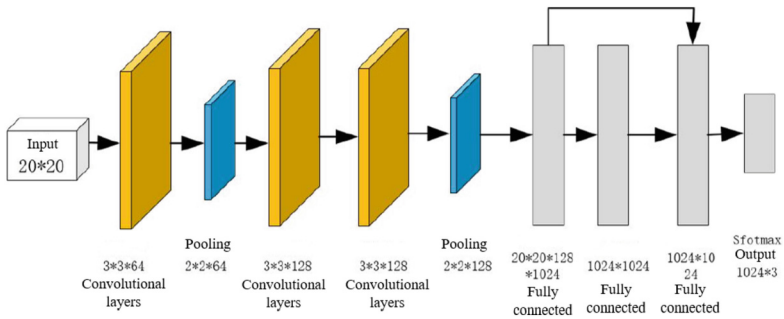 Input
20*20
3*3*64
Convolutional
layers
Pooling
2*2*64
3*3*128
Convolutional
layers
3*3*128
Convolutional
layers
Pooling
2*2*128
20*20*128
*1024
Fully
connected
1024*1024
Fully
connected
1024*10
24
Fully
connected
Sfotmax
Output
1024*3